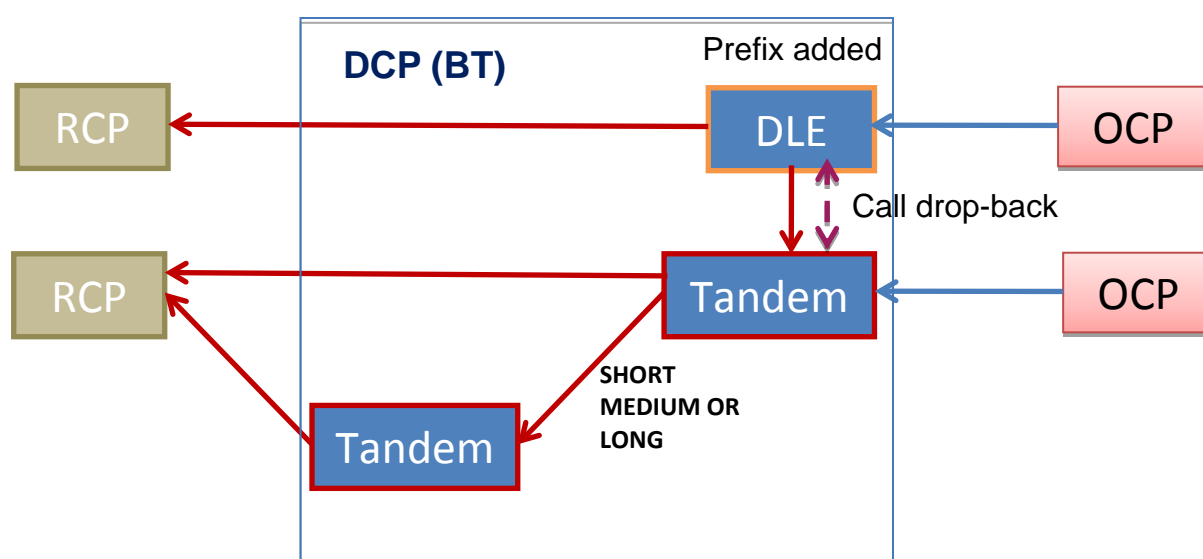 Prefix added
DCP (BT)
RCP
DLE
OCP
Call drop-back
RCP
Tandem
OCP
SHORT
MEDIUM OR
LONG
Tandem